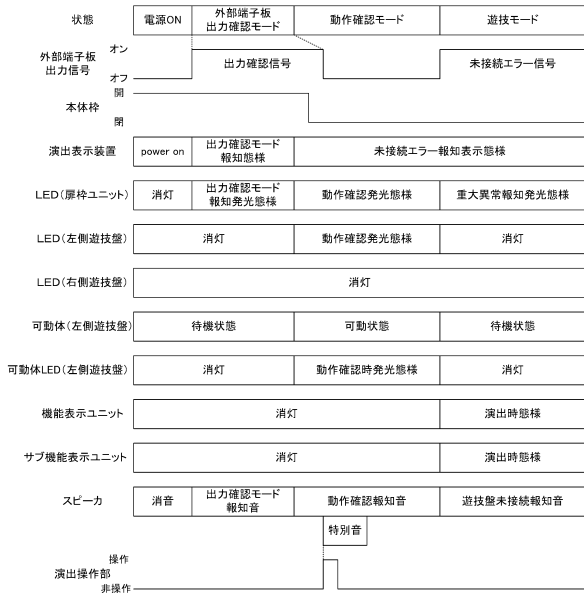 状態
電源ON
外部端子板
出力確認モード
動作確認モード
遊技モード
外部端子板
出力信号
オン
オフ
出力確認信号
未接続エラー信号
本体枠
開
閉
演出表示装置
power on
出力確認モード
報知態様
未接続エラー報知表示態様
LED(扉枠ユニット)
消灯
出力確認モード
報知発光態様
動作確認発光態様
重大異常報知発光態様
LED(左側遊技盤)
消灯
動作確認発光態様
消灯
LED(右側遊技盤)
消灯
可動体(左側遊技盤)
待機状態
可動状態
待機状態
可動体LED(左側遊技盤)
消灯
動作確認時発光態様
消灯
機能表示ユニット
消灯
演出時態様
サブ機能表示ユニット
消灯
演出時態様
スピーカ
消音
出力確認モード
報知音
動作確認報知音
遊技盤未接続報知音
特別音
演出操作部
操作
非操作